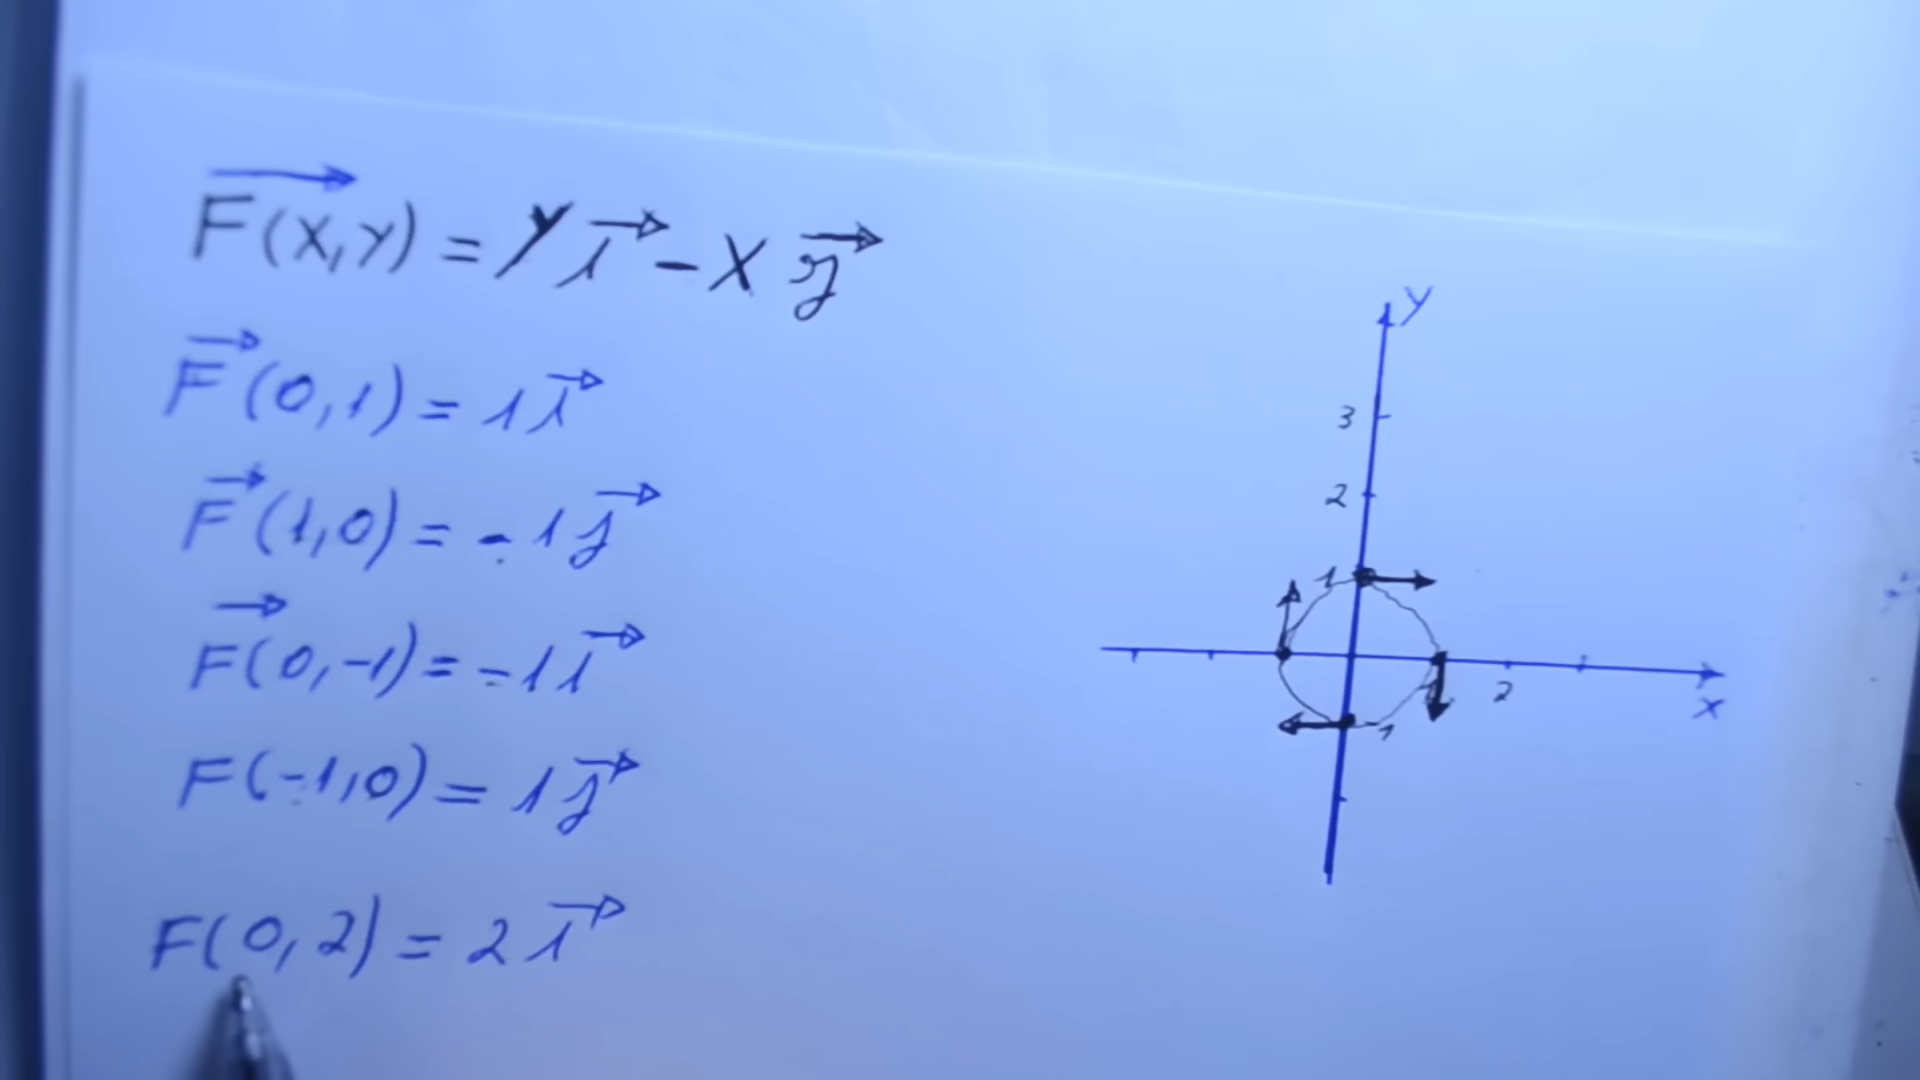 F⃗(X,Y) = Y i⃗ - X j⃗
F⃗(0,1) = 1 i⃗
F⃗(1,0) = -1 j⃗
F⃗(0,-1) = -1 i⃗
F(-1,0) = 1 j⃗
F(0,2) = 2 i⃗
Y
3
2
1
1
2
X
-1